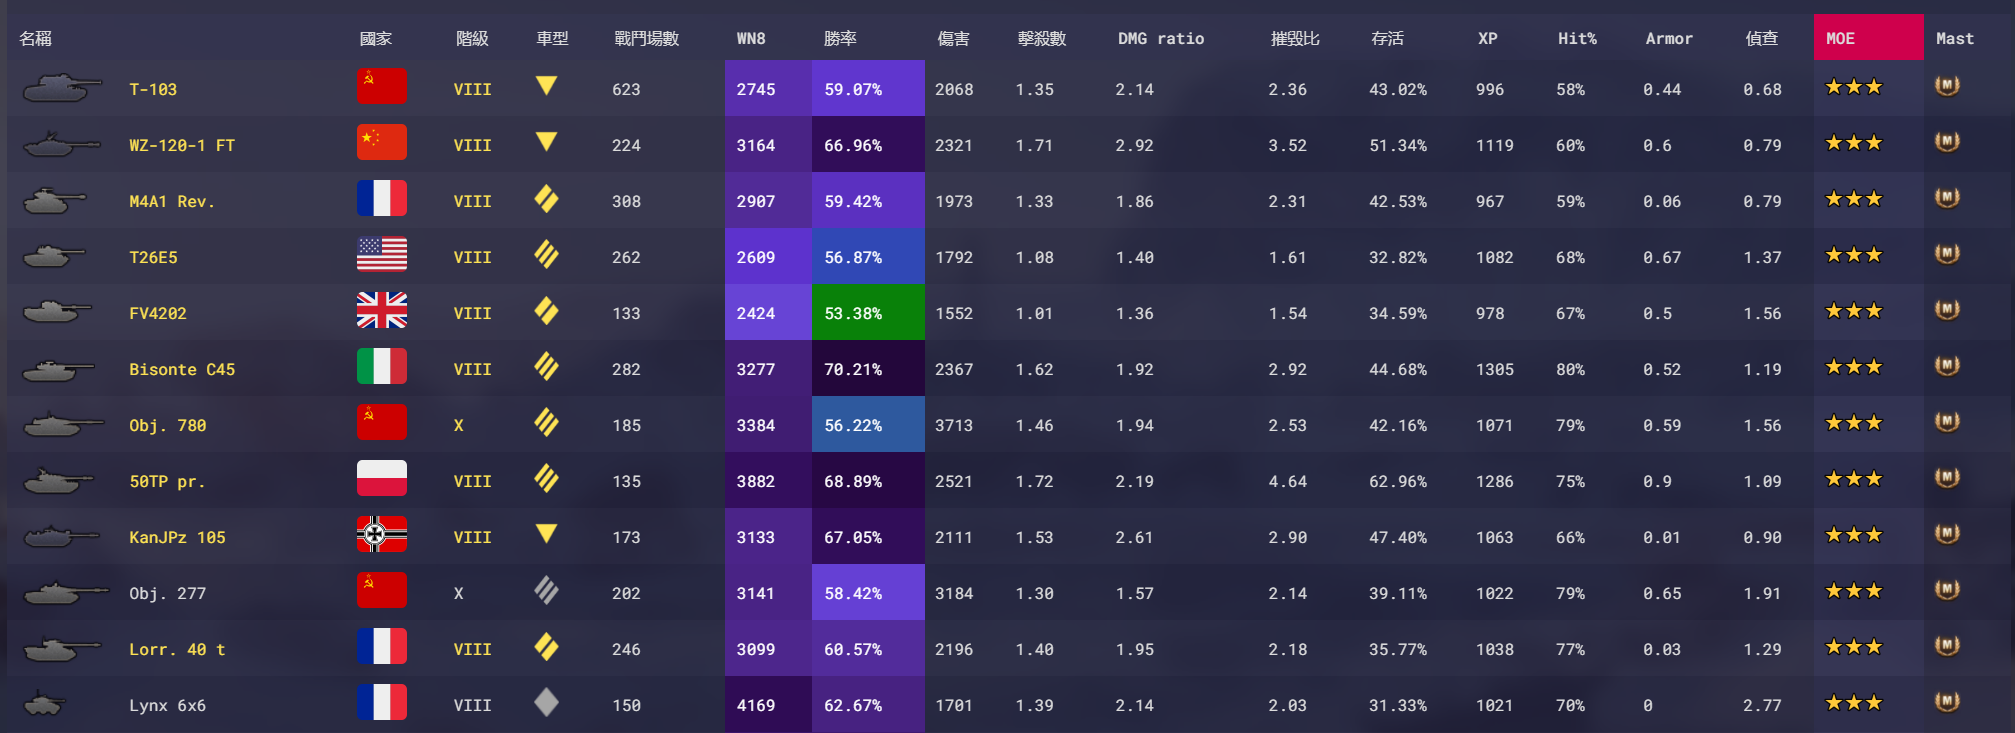 名稱 國家 階級 車型 戰鬥場數 WN8 勝率 傷害 擊殺數 DMG ratio 摧毀比 存活 XP Hit% Armor 偵查 MOE Mast
T-103 VIII 623 2745 59.07% 2068 1.35 2.14 2.36 43.02% 996 58% 0.44 0.68 M
WZ-120-1 FT VIII 224 3164 66.96% 2321 1.71 2.92 3.52 51.34% 1119 60% 0.6 0.79 M
M4A1 Rev. VIII 308 2907 59.42% 1973 1.33 1.86 2.31 42.53% 967 59% 0.06 0.79 M
T26E5 VIII 262 2609 56.87% 1792 1.08 1.40 1.61 32.82% 1082 68% 0.67 1.37 M
FV4202 VIII 133 2424 53.38% 1552 1.01 1.36 1.54 34.59% 978 67% 0.5 1.56 M
Bisonte C45 VIII 282 3277 70.21% 2367 1.62 1.92 2.92 44.68% 1305 80% 0.52 1.19 M
Obj. 780 X 185 3384 56.22% 3713 1.46 1.94 2.53 42.16% 1071 79% 0.59 1.56 M
50TP pr. VIII 135 3882 68.89% 2521 1.72 2.19 4.64 62.96% 1286 75% 0.9 1.09 M
KanJPz 105 VIII 173 3133 67.05% 2111 1.53 2.61 2.90 47.40% 1063 66% 0.01 0.90 M
Obj. 277 X 202 3141 58.42% 3184 1.30 1.57 2.14 39.11% 1022 79% 0.65 1.91 M
Lorr. 40 t VIII 246 3099 60.57% 2196 1.40 1.95 2.18 35.77% 1038 77% 0.03 1.29 M
Lynx 6x6 VIII 150 4169 62.67% 1701 1.39 2.14 2.03 31.33% 1021 70% 0 2.77 M